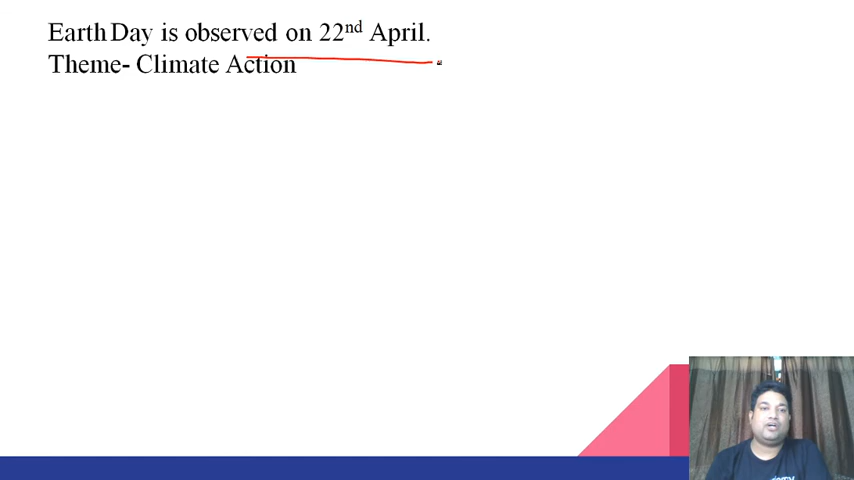 Earth Day is observed on 22nd April.
Theme- Climate Action